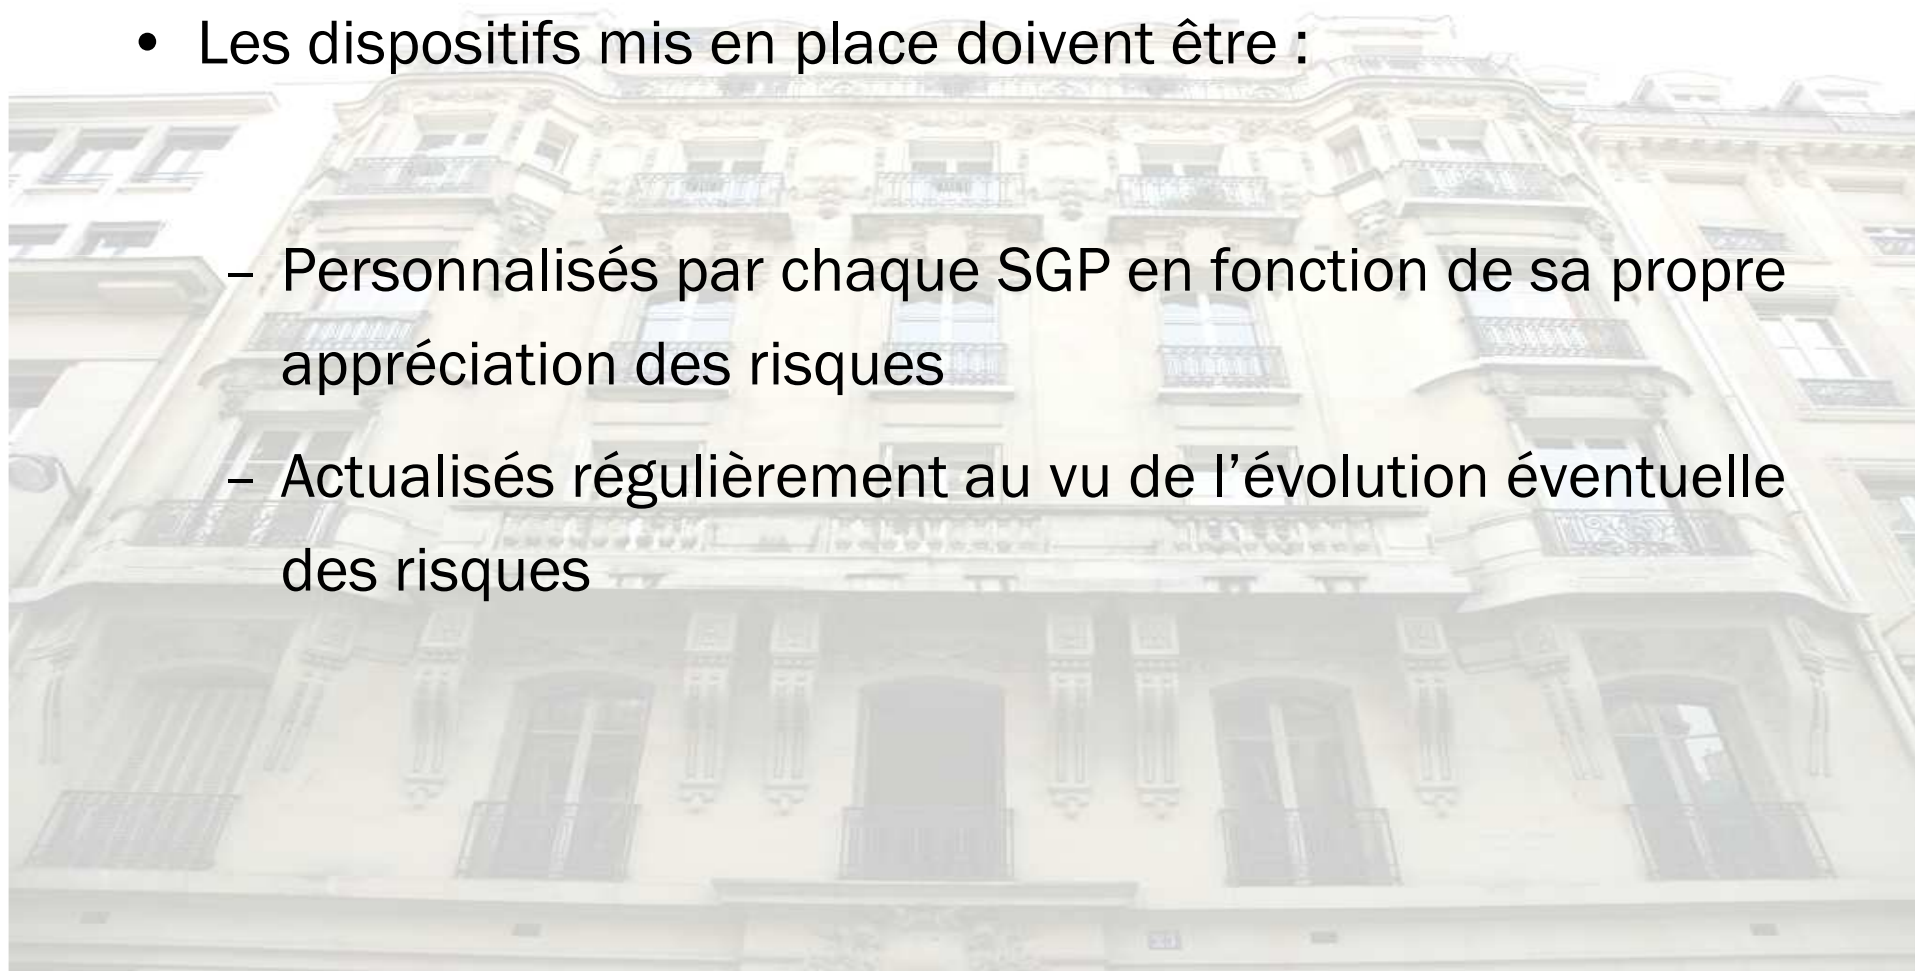 • Les dispositifs mis en place doivent être :
– Personnalisés par chaque SGP en fonction de sa propre
appréciation des risques
– Actualisés régulièrement au vu de l’évolution éventuelle
des risques